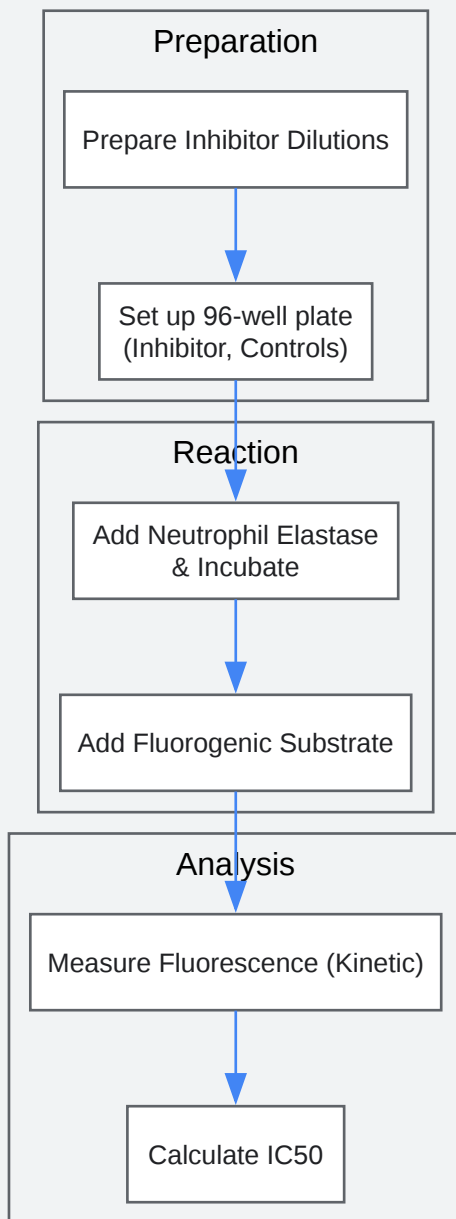 Preparation
Prepare Inhibitor Dilutions
Set up 96-well plate
(Inhibitor, Controls)
Reaction
Add Neutrophil Elastase
& Incubate
Add Fluorogenic Substrate
Analysis
Measure Fluorescence (Kinetic)
Calculate IC50